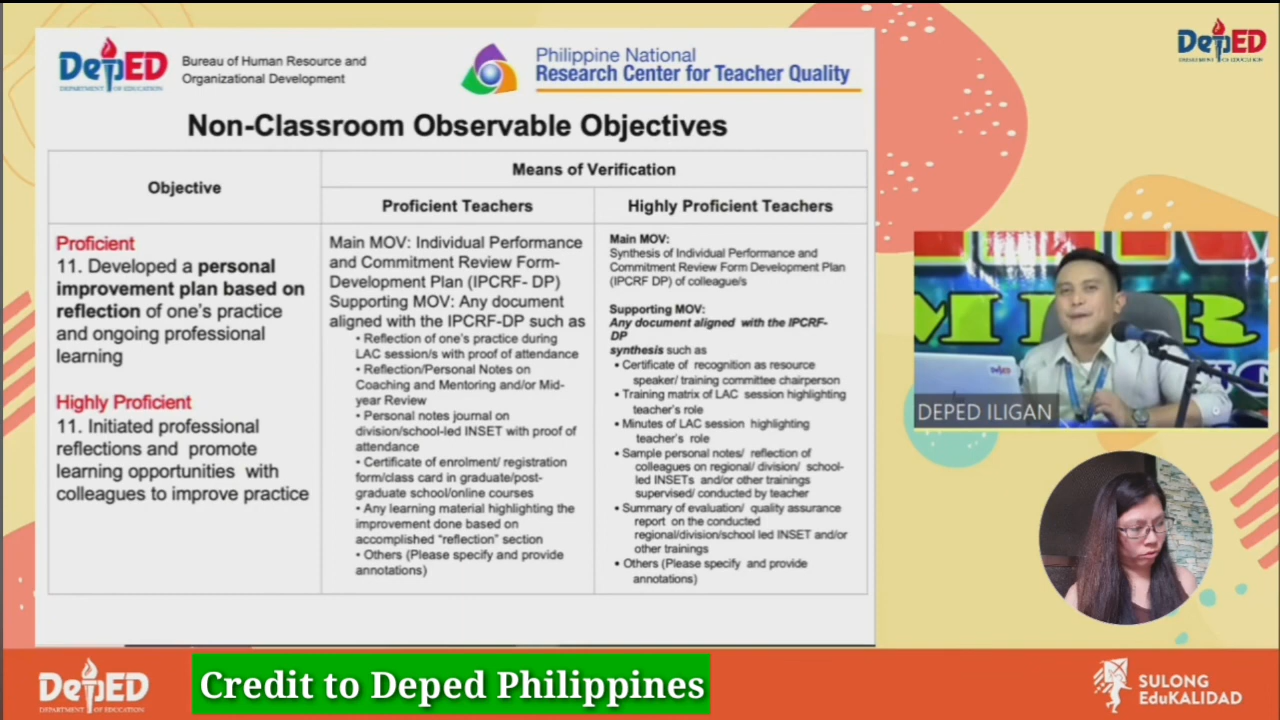 DepED
DEPARTMENT OF EDUCATION
Bureau of Human Resource and
Organizational Development
Philippine National
Research Center for Teacher Quality
DepED
DEPARTMENT OF EDUCATION
Non-Classroom Observable Objectives
Objective
Means of Verification
Proficient Teachers
Highly Proficient Teachers
Proficient
11. Developed a personal
improvement plan based on
reflection of one's practice
and ongoing professional
learning
Highly Proficient
11. Initiated professional
reflections and promote
learning opportunities with
colleagues to improve practice
Main MOV: Individual Performance
and Commitment Review Form-
Development Plan (IPCRF- DP)
Supporting MOV: Any document
aligned with the IPCRF-DP such as
• Reflection of one's practice during
LAC session/s with proof of attendance
• Reflection/Personal Notes on
Coaching and Mentoring and/or Mid-
year Review
• Personal notes journal on
division/school-led INSET with proof of
attendance
• Certificate of enrolment/ registration
form/class card in graduate/post-
graduate school/online courses
• Any learning material highlighting the
improvement done based on
accomplished “reflection” section
• Others (Please specify and provide
annotations)
Main MOV:
Synthesis of Individual Performance and
Commitment Review Form Development Plan
(IPCRF DP) of colleague/s
Supporting MOV:
Any document aligned with the IPCRF-
DP
synthesis such as
• Certificate of recognition as resource
speaker/ training committee chairperson
• Training matrix of LAC session highlighting
teacher's role
• Minutes of LAC session highlighting
teacher's role
• Sample personal notes/ reflection of
colleagues on regional/ division/ school-
led INSETs and/or other trainings
supervised/ conducted by teacher
• Summary of evaluation/ quality assurance
report on the conducted
regional/division/school led INSET and/or
other trainings
• Others (Please specify and provide
annotations)
DepED
DEPED ILIGAN
DepED
DEPARTMENT OF EDUCATION
Credit to Deped Philippines
SULONG
EduKALIDAD